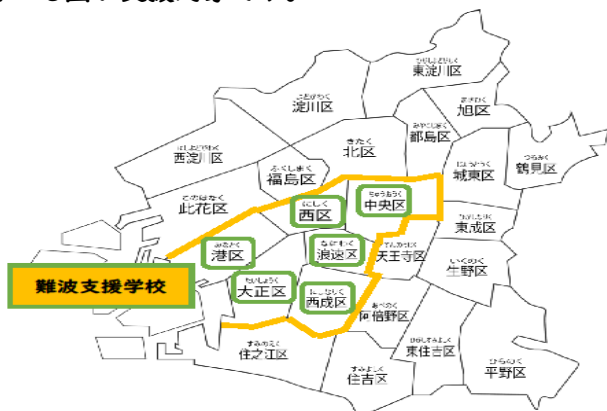 ひがしよどがわく
東淀川区
よどがわく
淀川区
あさひく
旭区
みやこじまく
都島区
きたく
北区
にしよどがわく
西淀川区
じょうとうく
城東区
つるみく
鶴見区
ふくしまく
福島区
ちゅうおうく
中央区
このはなく
此花区
にしく
西区
ひがしなりく
東成区
みなとく
港区
なにわく
浪速区
てんのうじく
天王寺区
いくのく
生野区
難波支援学校
たいしょうく
大正区
にしなりく
西成区
あべのく
阿倍野区
すみのえく
住之江区
ひがしすみよしく
東住吉区
ひらのく
平野区
すみよしく
住吉区